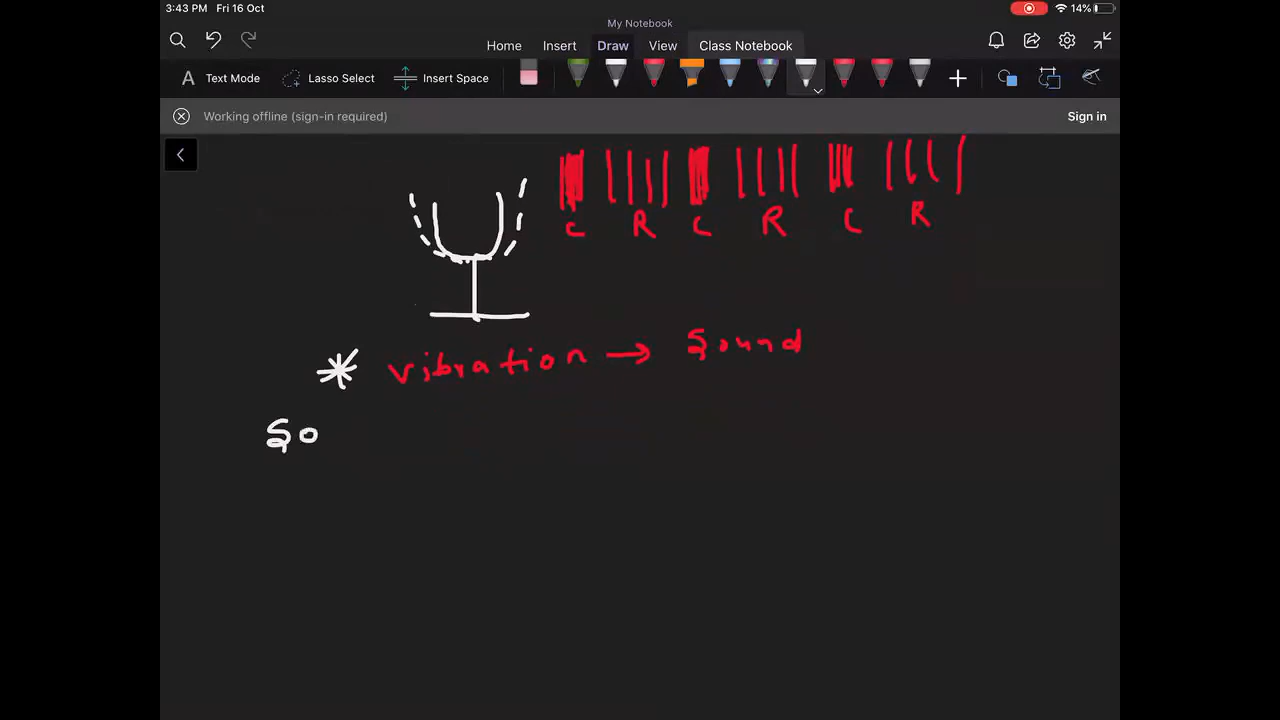 3:43 PM Fri 16 Oct
14%
My Notebook
Home Insert Draw View Class Notebook
A Text Mode Lasso Select Insert Space
Working offline (sign-in required) Sign in
C R C R C R
* vibration → Sound
So